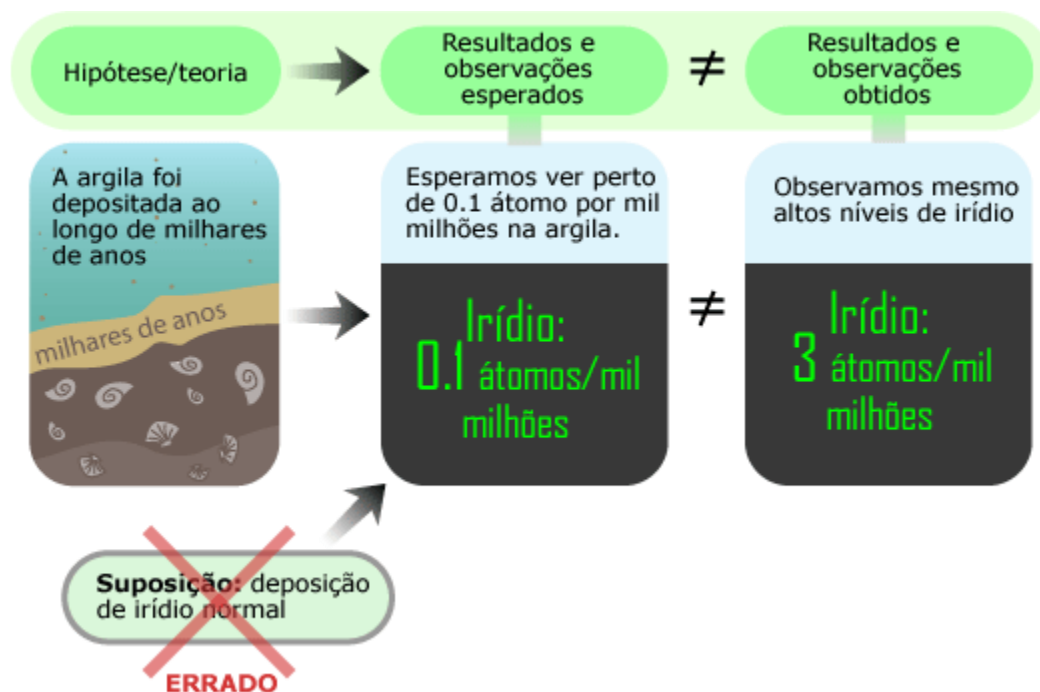 Hipótese/teoria
Resultados e
observações
esperados
≠
Resultados e
observações
obtidos
A argila foi
depositada ao
longo de milhares
de anos
milhares de anos
Esperamos ver perto
de 0.1 átomo por mil
milhões na argila.
Irídio:
0.1 átomos/mil
milhões
≠
Observamos mesmo
altos níveis de irídio
Irídio:
3 átomos/mil
milhões
Suposição: deposição
de irídio normal
ERRADO